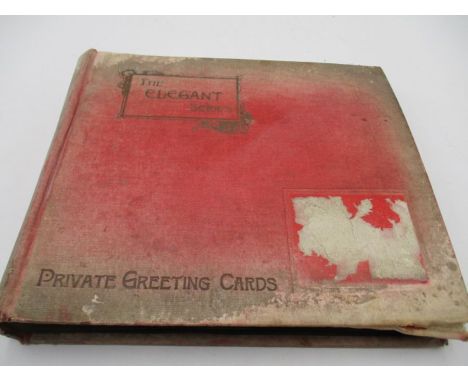 THE
ELEGANT
SERIES
PRIVATE GREETING CARDS